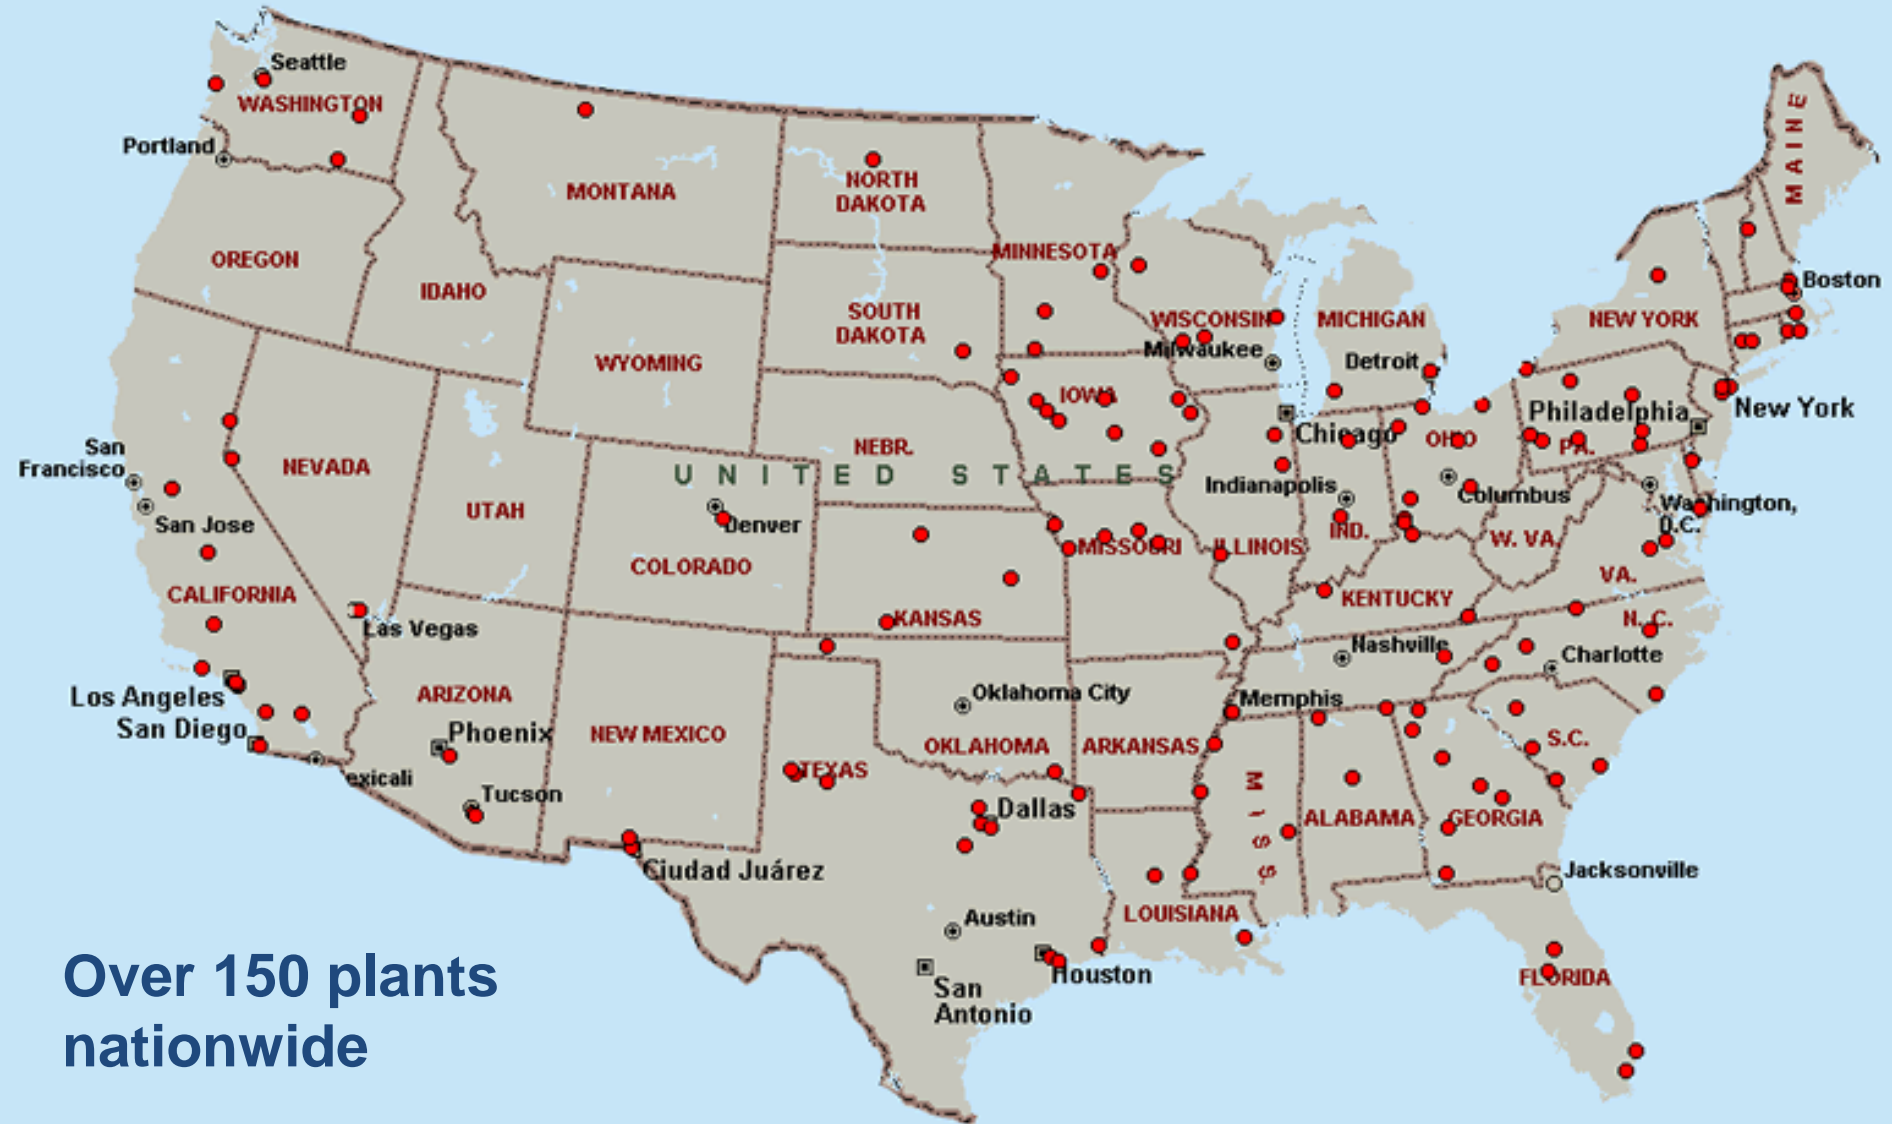 Seattle
WASHINGTON
Portland
MONTANA
NORTH
DAKOTA
MINNESOTA
MAINE
OREGON
IDAHO
SOUTH
DAKOTA
WISCONSIN
MICHIGAN
NEW YORK
Boston
WYOMING
Milwaukee
Detroit
IOWA
Philadelphia
New York
San
Francisco
NEVADA
NEBR.
Chicago
OHIO
PA.
UNITED STATES
UTAH
Indianapolis
Columbus
Washington,
D.C.
San Jose
Denver
COLORADO
MISSOURI
ILLINOIS
IND.
W. VA.
VA.
CALIFORNIA
Las Vegas
KANSAS
KENTUCKY
N. C.
Nashville
Charlotte
Los Angeles
ARIZONA
Oklahoma City
Memphis
San Diego
Phoenix
NEW MEXICO
OKLAHOMA
ARKANSAS
S.C.
exicali
TEXAS
MISS.
Tucson
Dallas
ALABAMA
GEORGIA
Ciudad Juárez
Jacksonville
Austin
LOUISIANA
Houston
FLORIDA
San
Antonio
Over 150 plants
nationwide